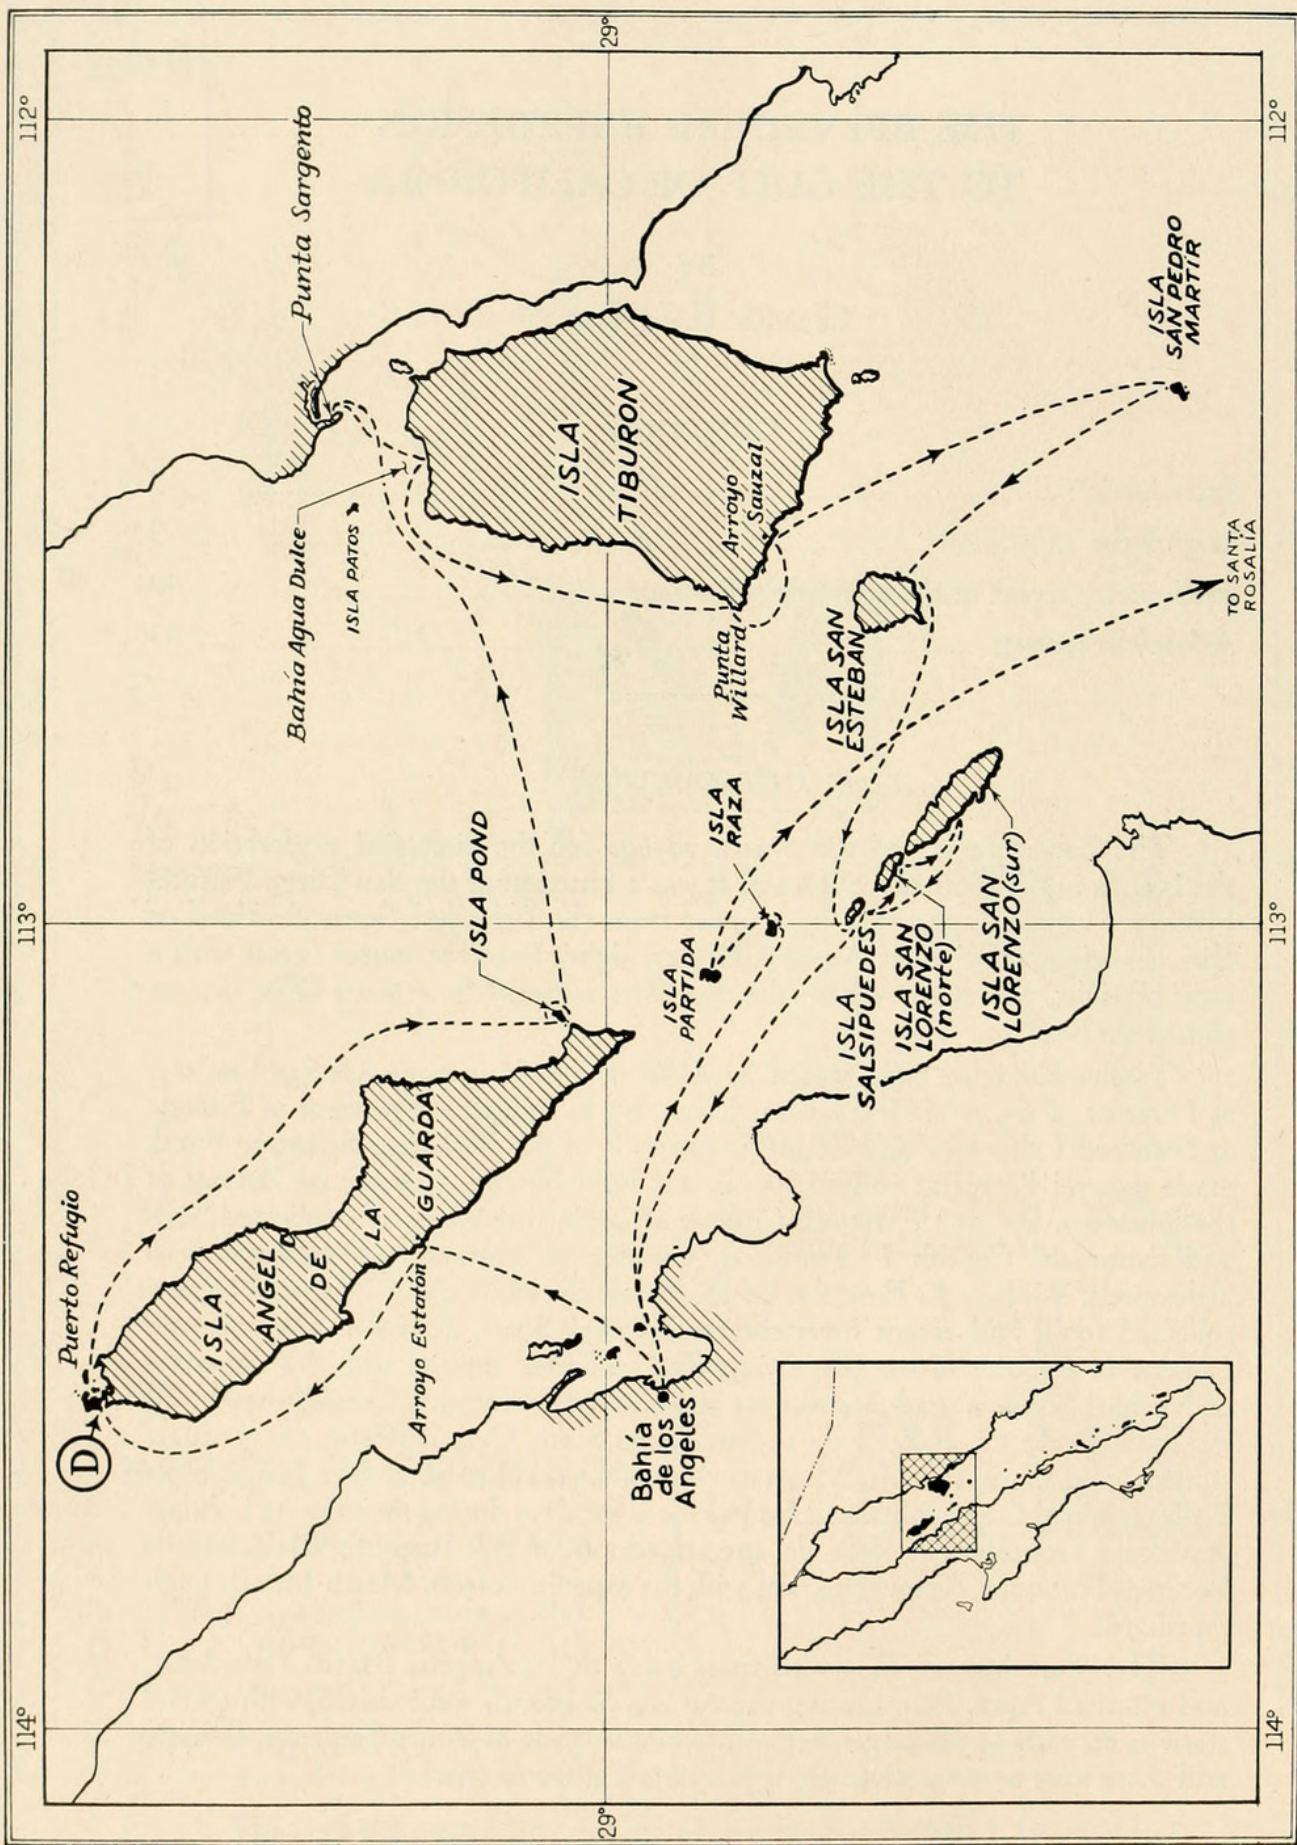 114°
113°
112°
29°
D
Puerto Refugio
ISLA
ANGEL
DE
LA
GUARDA
Arroyo Estatón
ISLA POND
Bahía Agua Dulce
ISLA PATOS
Punta Sargento
ISLA
TIBURON
Arroyo
Sauzal
Punta
Willard
Bahía
de los
Angeles
ISLA
PARTIDA
ISLA
RAZA
ISLA SAN
ESTEBAN
ISLA
SALSIPUEDES
ISLA SAN
LORENZO
(norte)
ISLA SAN
LORENZO (sur)
ISLA
SAN PEDRO
MARTIR
TO SANTA
ROSALIA
29°
114°
113°
112°